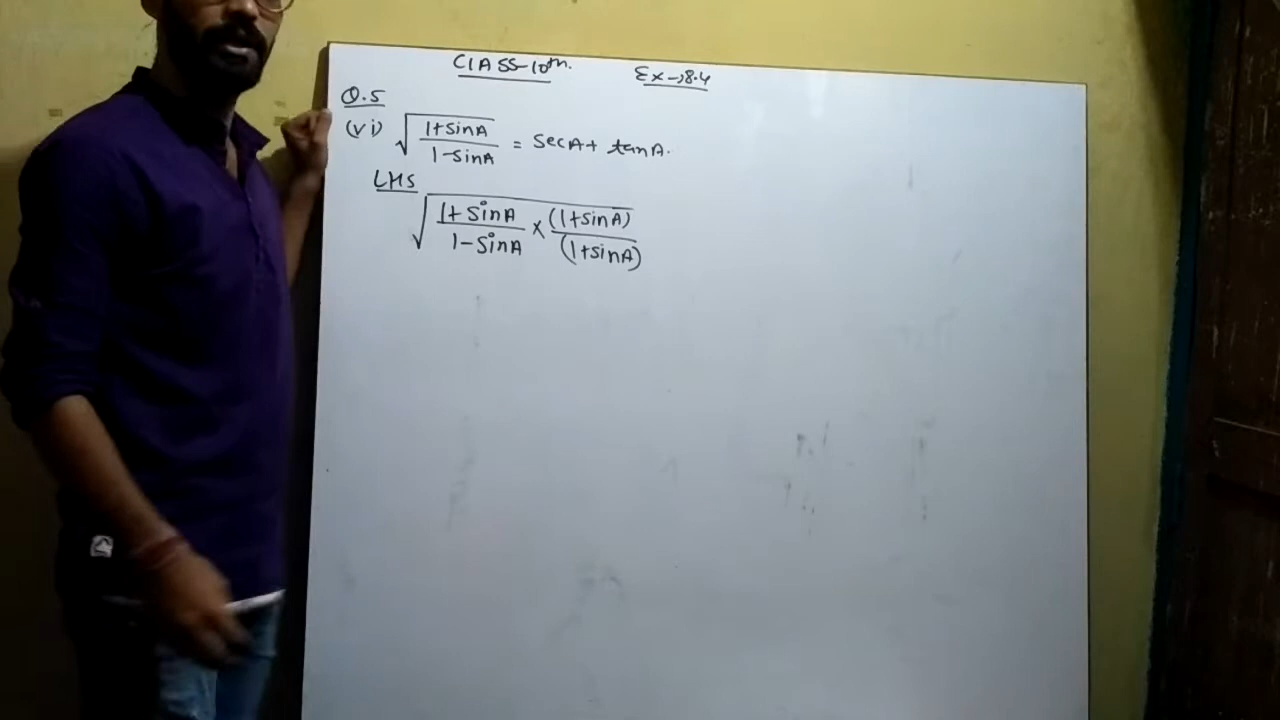 CLASS-10th. Ex→8.4
Q.5
(vi) √(1+sinA / 1-sinA) = secA + tanA.
LHS
√(1+sinA / 1-sinA × (1+sinA) / (1+sinA))